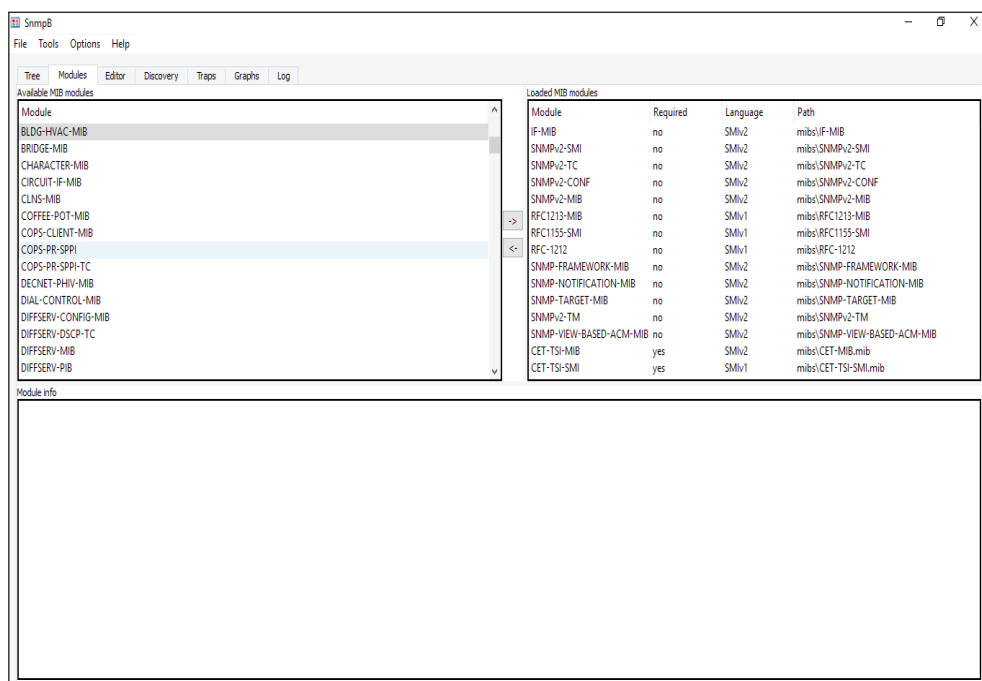 SnmpB
File Tools Options Help
Tree Modules Editor Discovery Traps Graphs Log
Available MIB modules
Module
BLDG-HVAC-MIB
BRIDGE-MIB
CHARACTER-MIB
CIRCUIT-IF-MIB
CLNS-MIB
COFFEE-POT-MIB
COPS-CLIENT-MIB
COPS-PR-SPPI
COPS-PR-SPPI-TC
DECNET-PHIV-MIB
DIAL-CONTROL-MIB
DIFFSERV-CONFIG-MIB
DIFFSERV-DSCP-TC
DIFFSERV-MIB
DIFFSERV-PIB
->
<-
Loaded MIB modules
Module Required Language Path
IF-MIB no SMIv2 mibs\IF-MIB
SNMPv2-SMI no SMIv2 mibs\SNMPv2-SMI
SNMPv2-TC no SMIv2 mibs\SNMPv2-TC
SNMPv2-CONF no SMIv2 mibs\SNMPv2-CONF
SNMPv2-MIB no SMIv2 mibs\SNMPv2-MIB
RFC1213-MIB no SMIv1 mibs\RFC1213-MIB
RFC1155-SMI no SMIv1 mibs\RFC1155-SMI
RFC-1212 no SMIv1 mibs\RFC-1212
SNMP-FRAMEWORK-MIB no SMIv2 mibs\SNMP-FRAMEWORK-MIB
SNMP-NOTIFICATION-MIB no SMIv2 mibs\SNMP-NOTIFICATION-MIB
SNMP-TARGET-MIB no SMIv2 mibs\SNMP-TARGET-MIB
SNMPv2-TM no SMIv2 mibs\SNMPv2-TM
SNMP-VIEW-BASED-ACM-MIB no SMIv2 mibs\SNMP-VIEW-BASED-ACM-MIB
CET-TSI-MIB yes SMIv2 mibs\CET-MIB.mib
CET-TSI-SMI yes SMIv1 mibs\CET-TSI-SMI.mib
Module info